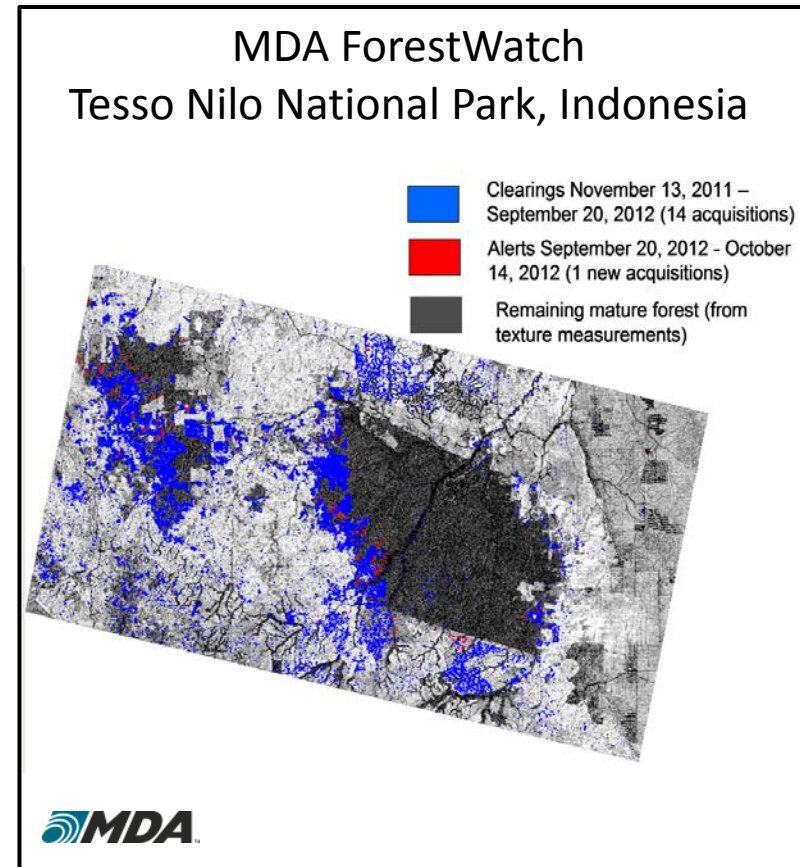 MDA ForestWatch
Tesso Nilo National Park, Indonesia
Clearings November 13, 2011 –
September 20, 2012 (14 acquisitions)
Alerts September 20, 2012 - October
14, 2012 (1 new acquisitions)
Remaining mature forest (from
texture measurements)
MDA